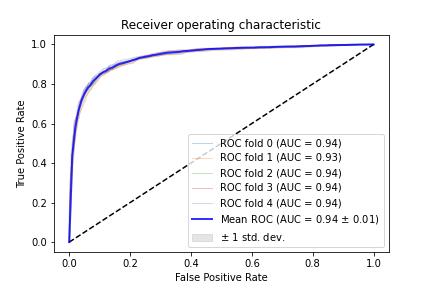 Receiver operating characteristic
True Positive Rate
1.0
0.8
0.6
0.4
0.2
0.0
ROC fold 0 (AUC = 0.94)
ROC fold 1 (AUC = 0.93)
ROC fold 2 (AUC = 0.94)
ROC fold 3 (AUC = 0.94)
ROC fold 4 (AUC = 0.94)
Mean ROC (AUC = 0.94 ± 0.01)
± 1 std. dev.
0.0 0.2 0.4 0.6 0.8 1.0
False Positive Rate